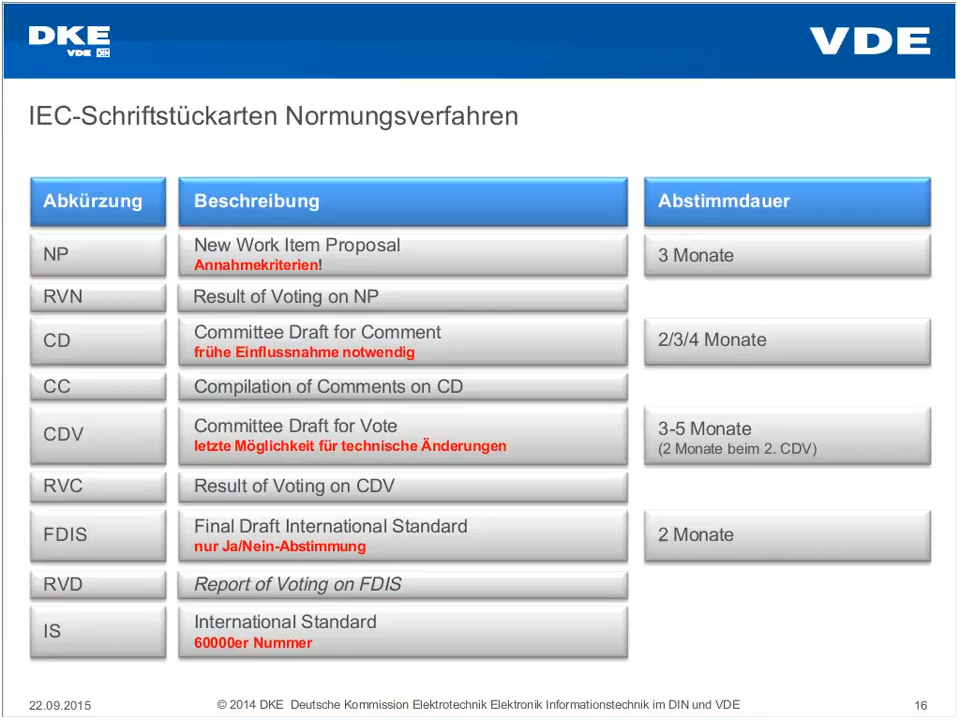 DKE
VDE DIN
VDE
IEC-Schriftstückarten Normungsverfahren
Abkürzung Beschreibung Abstimmdauer
NP New Work Item Proposal 3 Monate
Annahmekriterien!
RVN Result of Voting on NP
CD Committee Draft for Comment 2/3/4 Monate
frühe Einflussnahme notwendig
CC Compilation of Comments on CD
CDV Committee Draft for Vote 3-5 Monate
letzte Möglichkeit für technische Änderungen (2 Monate beim 2. CDV)
RVC Result of Voting on CDV
FDIS Final Draft International Standard 2 Monate
nur Ja/Nein-Abstimmung
RVD Report of Voting on FDIS
IS International Standard
60000er Nummer
22.09.2015 © 2014 DKE Deutsche Kommission Elektrotechnik Elektronik Informationstechnik im DIN und VDE 16